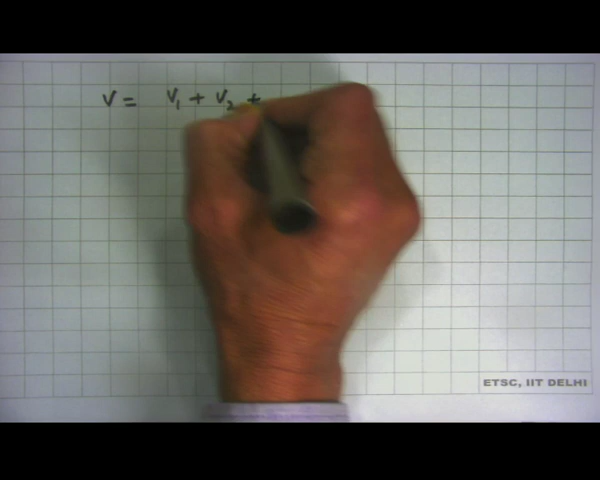 V = V₁ + V₂ +
ETSC, IIT DELHI